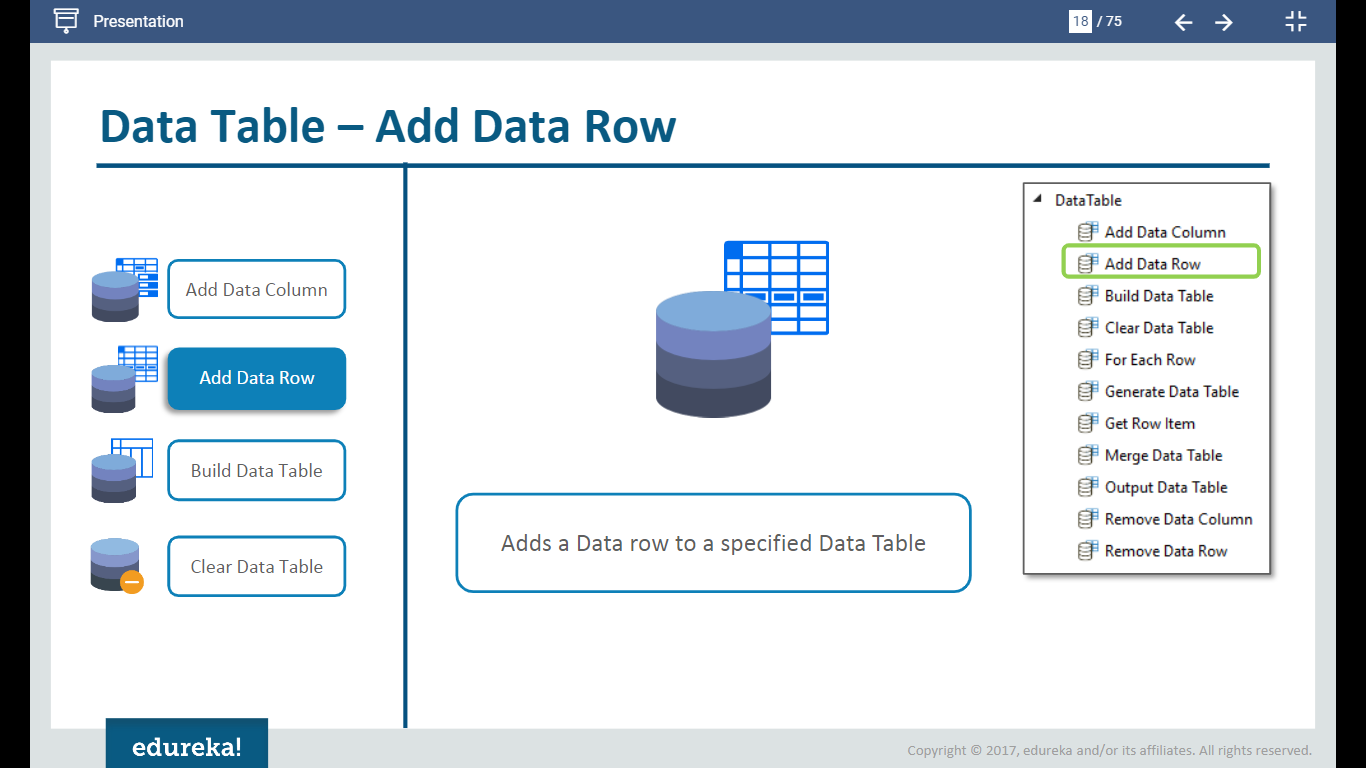 Presentation
18 / 75
Data Table – Add Data Row
Add Data Column
Add Data Row
Build Data Table
Clear Data Table
Adds a Data row to a specified Data Table
DataTable
Add Data Column
Add Data Row
Build Data Table
Clear Data Table
For Each Row
Generate Data Table
Get Row Item
Merge Data Table
Output Data Table
Remove Data Column
Remove Data Row
edureka!
Copyright © 2017, edureka and/or its affiliates. All rights reserved.